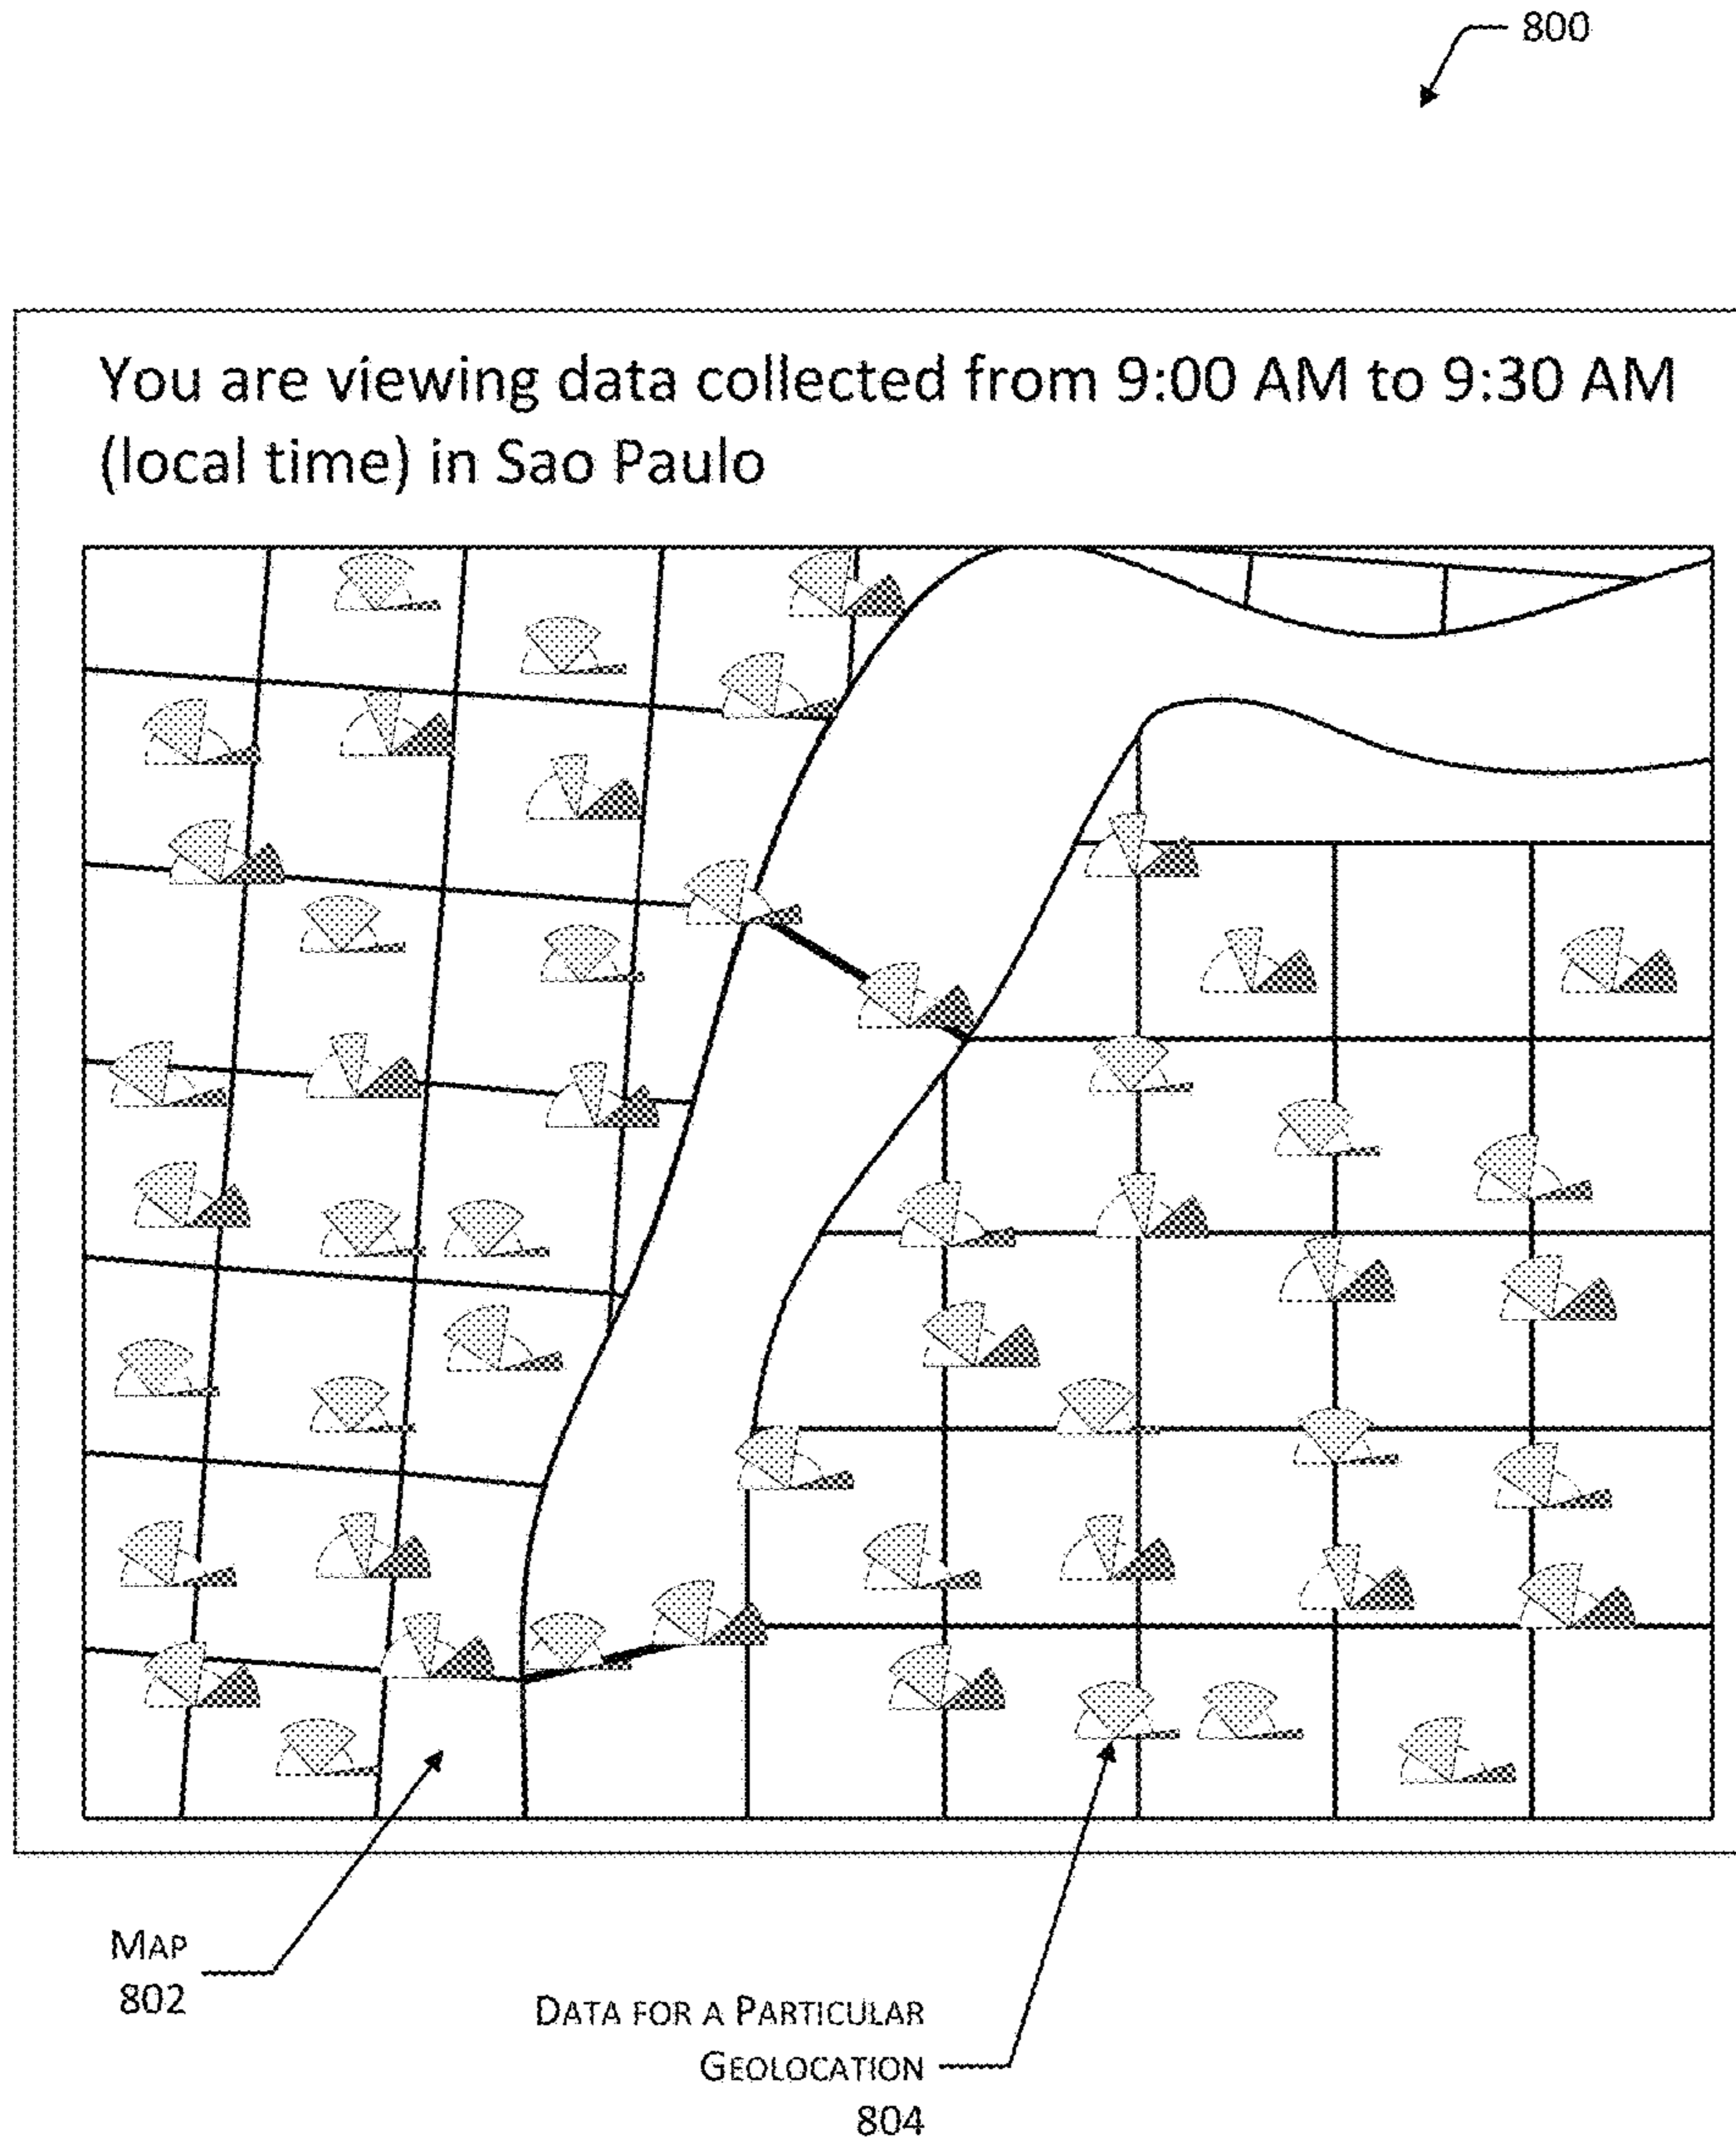 800
You are viewing data collected from 9:00 AM to 9:30 AM
(local time) in Sao Paulo
MAP
802
DATA FOR A PARTICULAR
GEOLOCATION
804